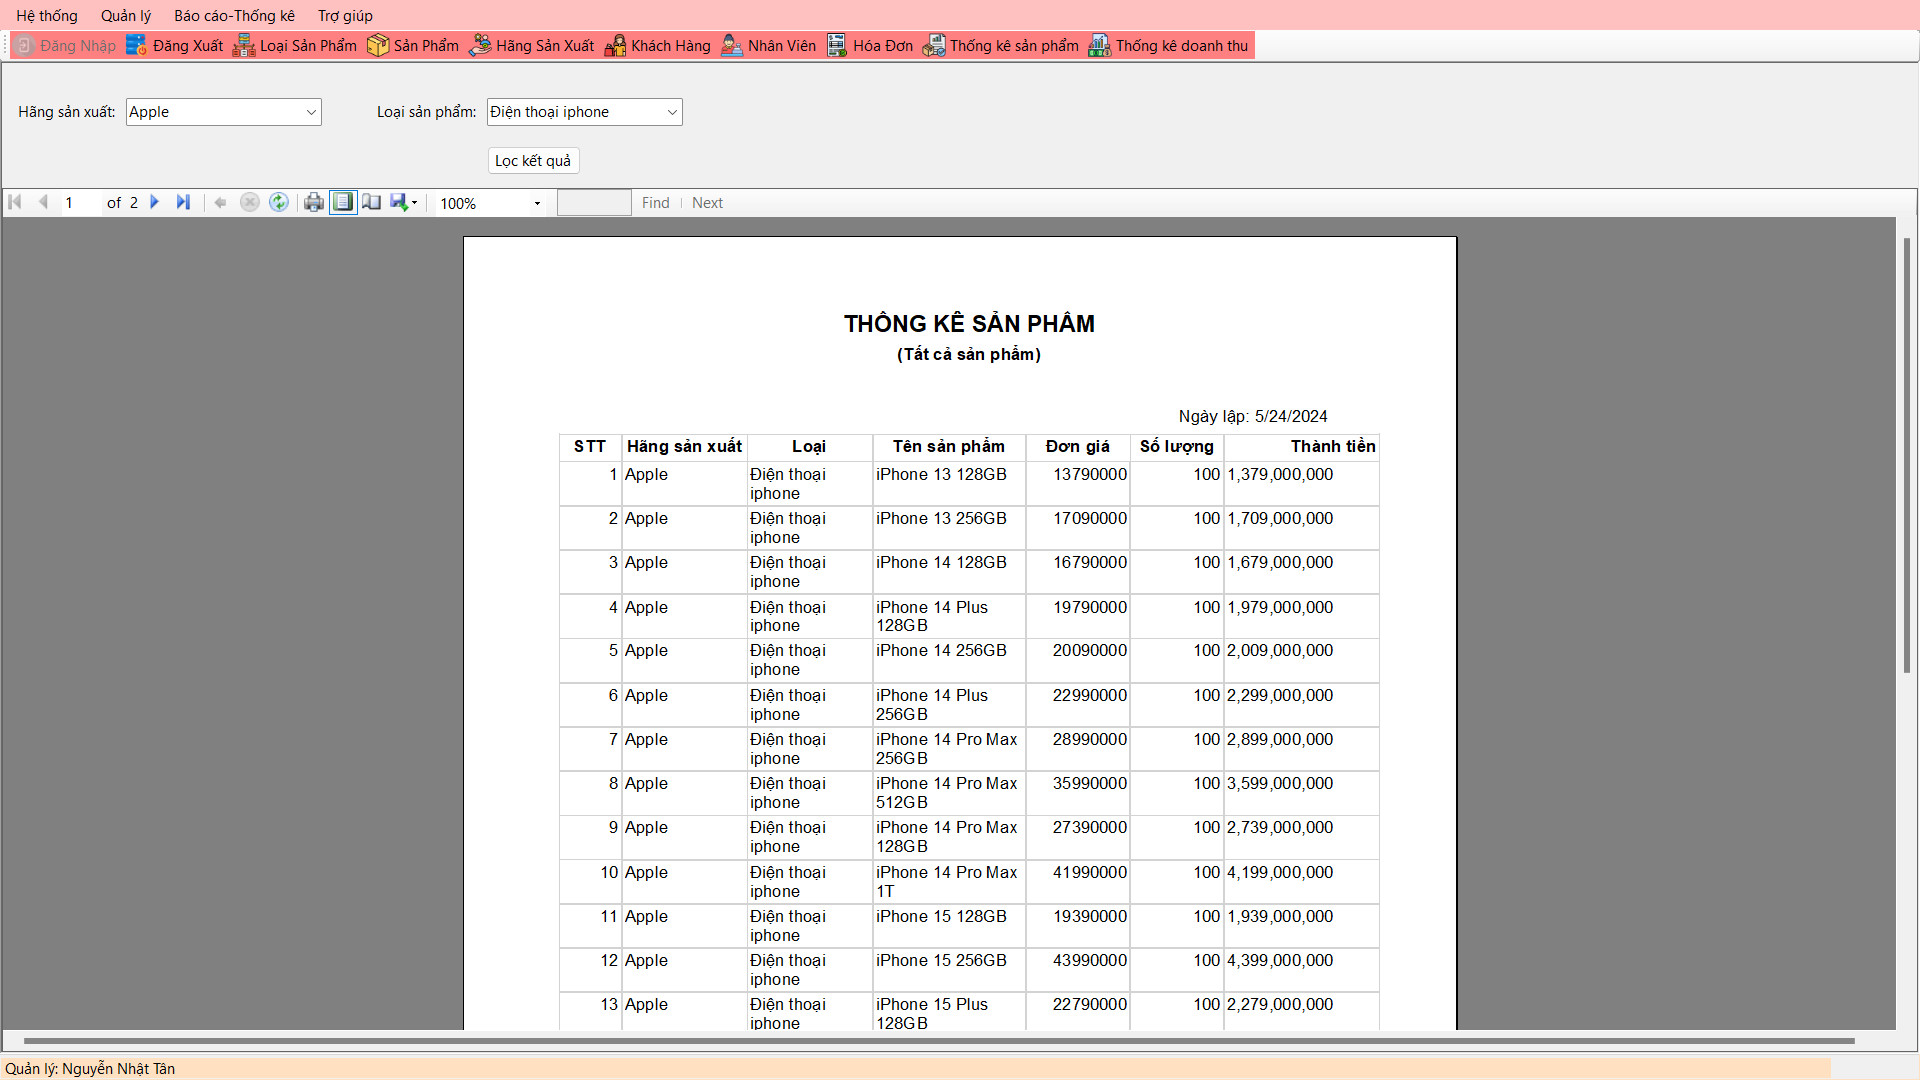 Hệ thống Quản lý Báo cáo-Thống kê Trợ giúp
Đăng Nhập Đăng Xuất Loại Sản Phẩm Sản Phẩm Hãng Sản Xuất Khách Hàng Nhân Viên Hóa Đơn Thống kê sản phẩm Thống kê doanh thu
Hãng sản xuất: Apple Loại sản phẩm: Điện thoại iphone
Lọc kết quả
1 of 2 100% Find Next
THỐNG KÊ SẢN PHẨM
(Tất cả sản phẩm)
Ngày lập: 5/24/2024
STT Hãng sản xuất Loại Tên sản phẩm Đơn giá Số lượng Thành tiền
1 Apple Điện thoại iPhone 13 128GB 13790000 100 1,379,000,000
iphone
2 Apple Điện thoại iPhone 13 256GB 17090000 100 1,709,000,000
iphone
3 Apple Điện thoại iPhone 14 128GB 16790000 100 1,679,000,000
iphone
4 Apple Điện thoại iPhone 14 Plus 19790000 100 1,979,000,000
iphone 128GB
5 Apple Điện thoại iPhone 14 256GB 20090000 100 2,009,000,000
iphone
6 Apple Điện thoại iPhone 14 Plus 22990000 100 2,299,000,000
iphone 256GB
7 Apple Điện thoại iPhone 14 Pro Max 28990000 100 2,899,000,000
iphone 256GB
8 Apple Điện thoại iPhone 14 Pro Max 35990000 100 3,599,000,000
iphone 512GB
9 Apple Điện thoại iPhone 14 Pro Max 27390000 100 2,739,000,000
iphone 128GB
10 Apple Điện thoại iPhone 14 Pro Max 41990000 100 4,199,000,000
iphone 1T
11 Apple Điện thoại iPhone 15 128GB 19390000 100 1,939,000,000
iphone
12 Apple Điện thoại iPhone 15 256GB 43990000 100 4,399,000,000
iphone
13 Apple Điện thoại iPhone 15 Plus 22790000 100 2,279,000,000
iphone 128GB
Quản lý: Nguyễn Nhật Tân